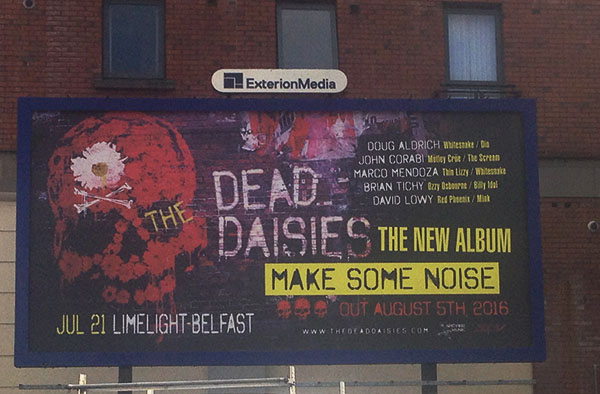 ExterionMedia
DOUG ALDRICH Whitesnake / Dio
JOHN CORABI Mötley Crüe / The Scream
MARCO MENDOZA Thin Lizzy / Whitesnake
BRIAN TICHY Ozzy Osbourne / Billy Idol
DAVID LOWY Red Phoenix / Mink
THE DEAD
DAISIES THE NEW ALBUM
MAKE SOME NOISE
OUT AUGUST 5TH 2016
JUL 21 LIMELIGHT-BELFAST
WWW.THEDEADDAISIES.COM